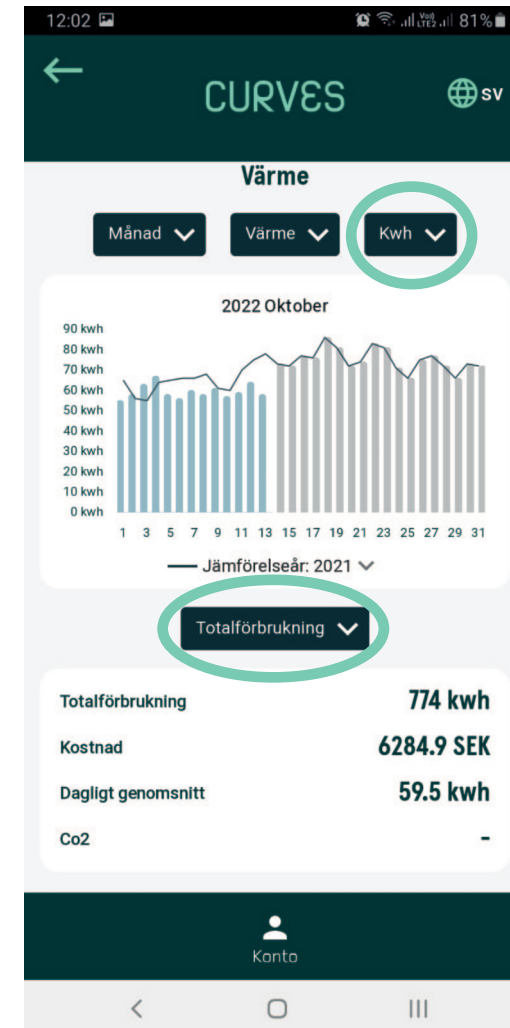 12:02 Vo)) LTE2 81%
CURVES
SV
Värme
Månad Värme Kwh
2022 Oktober
90 kwh
80 kwh
70 kwh
60 kwh
50 kwh
40 kwh
30 kwh
20 kwh
10 kwh
0 kwh
1 3 5 7 9 11 13 15 17 19 21 23 25 27 29 31
Jämförelseår: 2021
Totalförbrukning
Totalförbrukning 774 kwh
Kostnad 6284.9 SEK
Dagligt genomsnitt 59.5 kwh
Co2 -
Konto